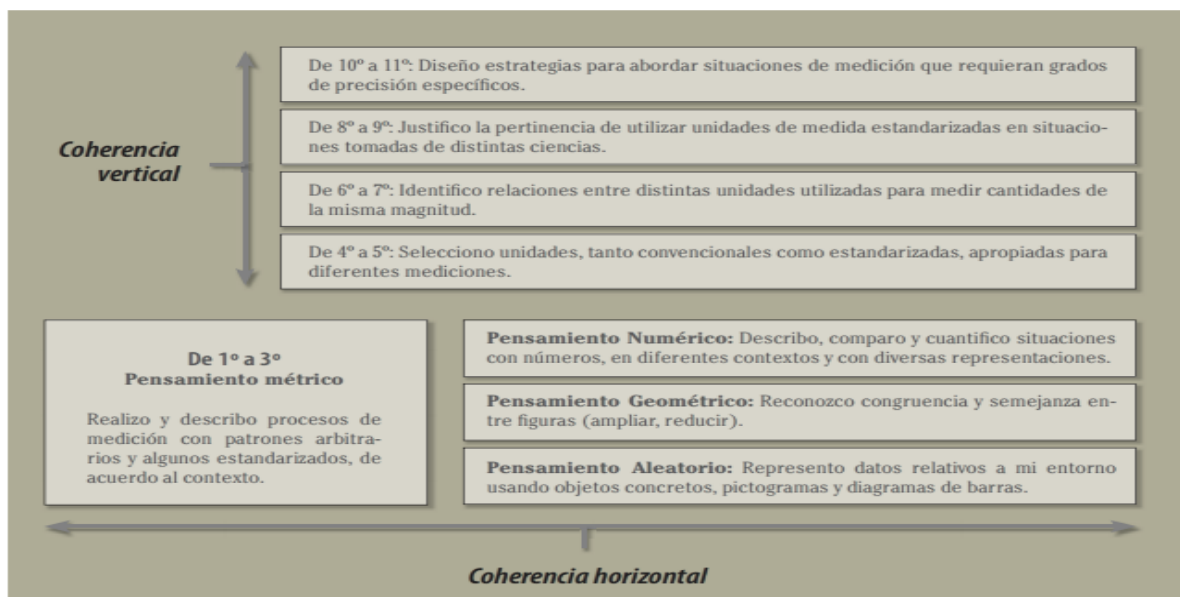 De 10º a 11º: Diseño estrategias para abordar situaciones de medición que requieran grados
de precisión específicos.
De 8º a 9º: Justifico la pertinencia de utilizar unidades de medida estandarizadas en situacio-
nes tomadas de distintas ciencias.
Coherencia
vertical
De 6º a 7º: Identifico relaciones entre distintas unidades utilizadas para medir cantidades de
la misma magnitud.
De 4º a 5º: Selecciono unidades, tanto convencionales como estandarizadas, apropiadas para
diferentes mediciones.
De 1º a 3º
Pensamiento métrico
Realizo y describo procesos de
medición con patrones arbitra-
rios y algunos estandarizados, de
acuerdo al contexto.
Pensamiento Numérico: Describo, comparo y cuantifico situaciones
con números, en diferentes contextos y con diversas representaciones.
Pensamiento Geométrico: Reconozco congruencia y semejanza en-
tre figuras (ampliar, reducir).
Pensamiento Aleatorio: Represento datos relativos a mi entorno
usando objetos concretos, pictogramas y diagramas de barras.
Coherencia horizontal